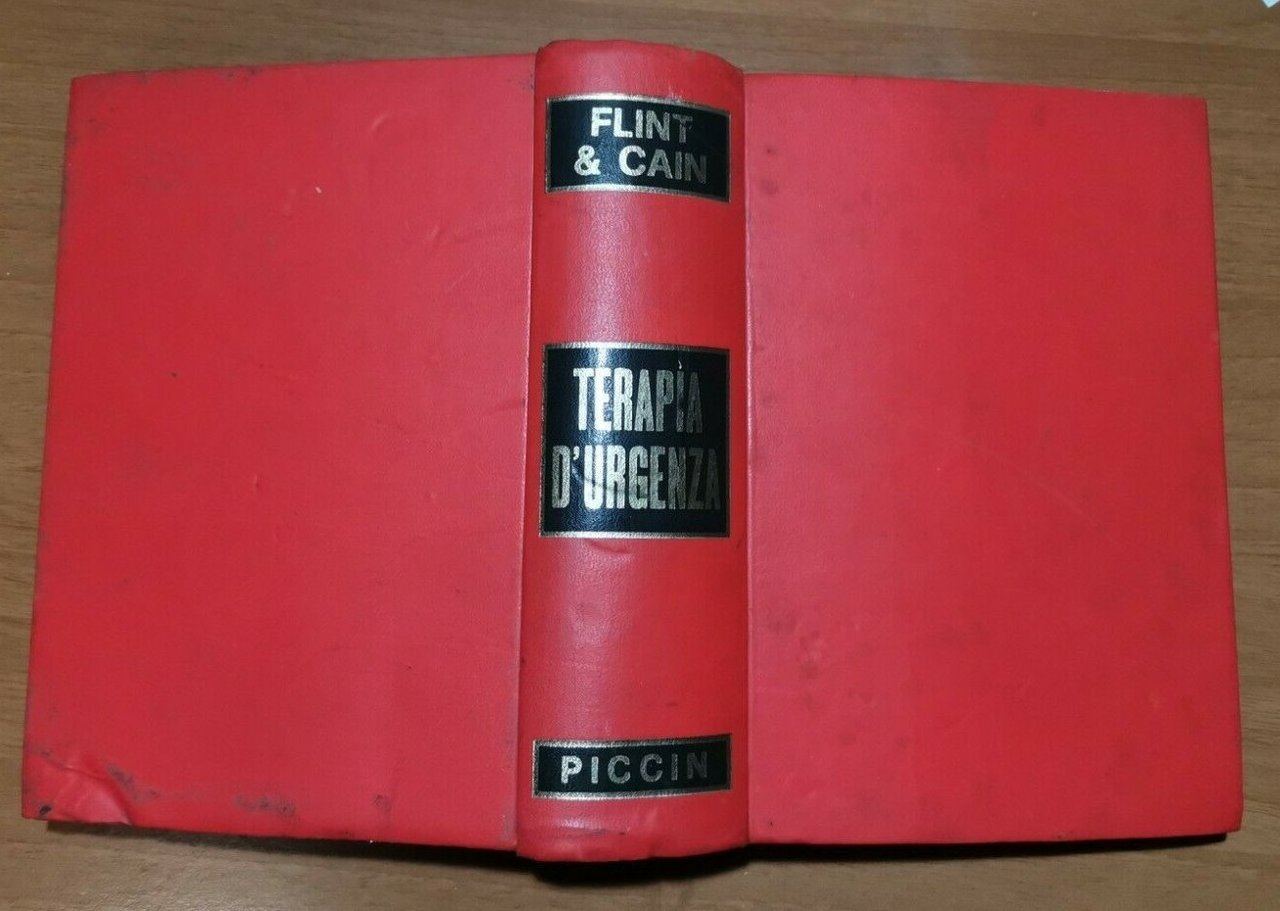 FLINT
& CAIN
TERAPIA
D'URGENZA
PICCIN